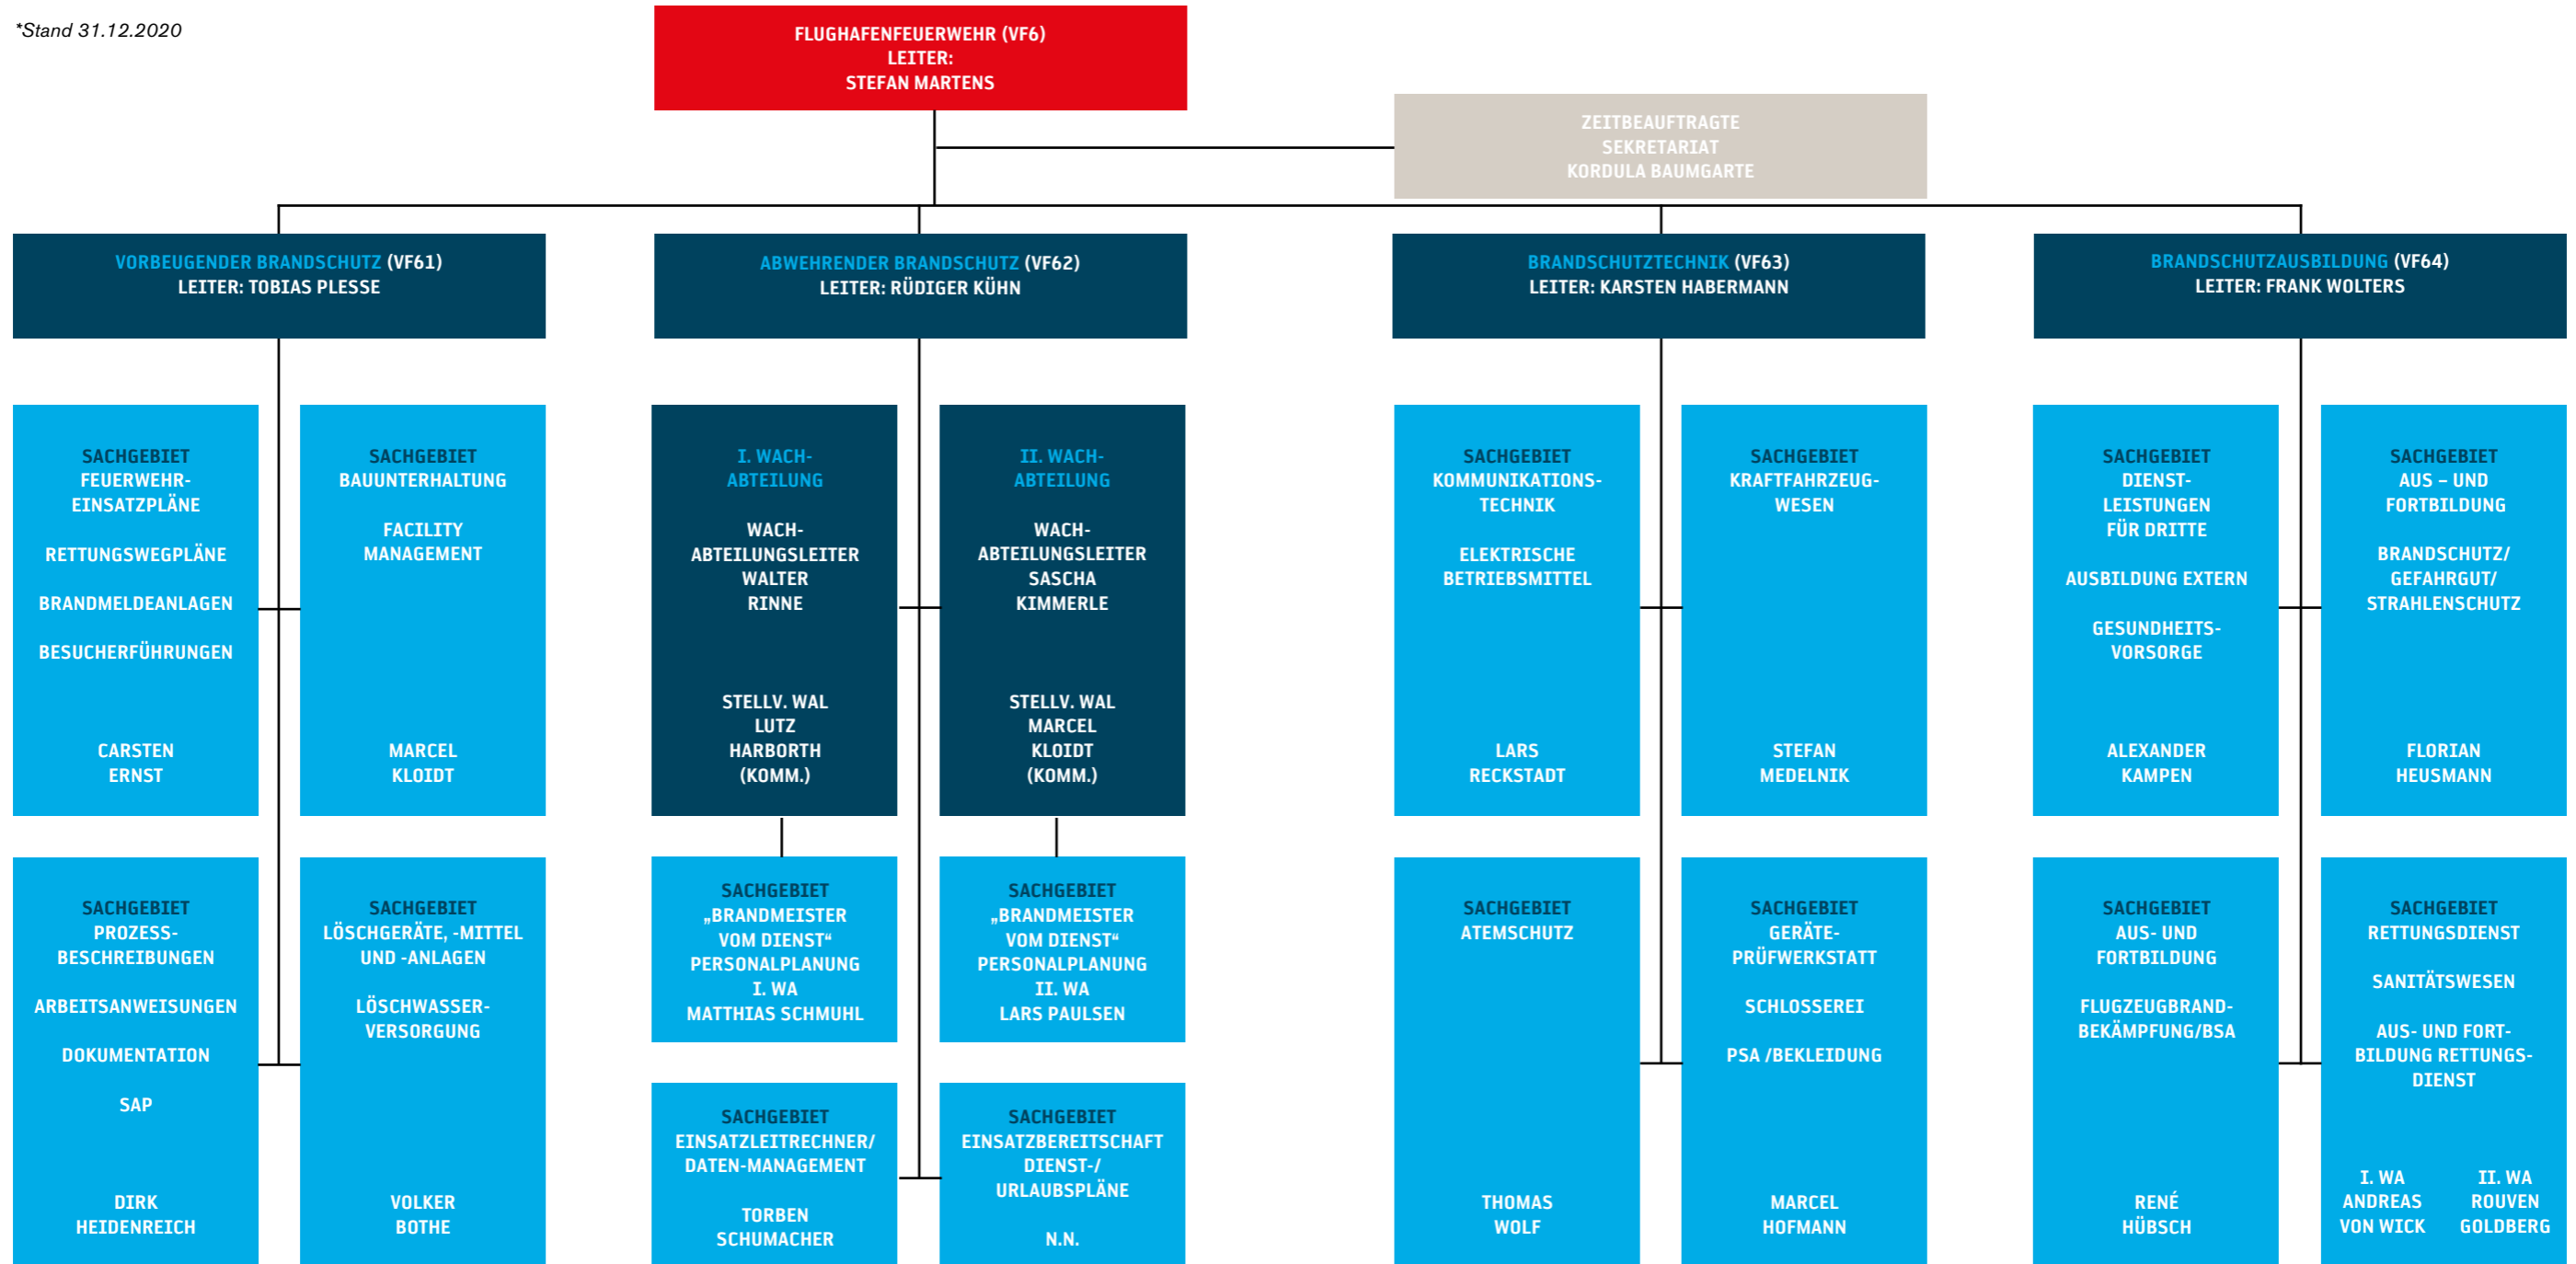 *Stand 31.12.2020
FLUGHAFENFEUERWEHR (VF6)
LEITER:
STEFAN MARTENS
ZEITBEAUFTRAGTE
SEKRETARIAT
KORDULA BAUMGARTE
VORBEUGENDER BRANDSCHUTZ (VF61)
LEITER: TOBIAS PLESSE
ABWEHRENDER BRANDSCHUTZ (VF62)
LEITER: RÜDIGER KÜHN
BRANDSCHUTZTECHNIK (VF63)
LEITER: KARSTEN HABERMANN
BRANDSCHUTZAUSBILDUNG (VF64)
LEITER: FRANK WOLTERS
SACHGEBIET
FEUERWEHR-
EINSATZPLÄNE
RETTUNGSWEGPLÄNE
BRANDMELDEANLAGEN
BESUCHERFÜHRUNGEN
CARSTEN
ERNST
SACHGEBIET
BAUUNTERHALTUNG
FACILITY
MANAGEMENT
MARCEL
KLOIDT
I. WACH-
ABTEILUNG
WACH-
ABTEILUNGSLEITER
WALTER
RINNE
STELLV. WAL
LUTZ
HARBORTH
(KOMM.)
II. WACH-
ABTEILUNG
WACH-
ABTEILUNGSLEITER
SASCHA
KIMMERLE
STELLV. WAL
MARCEL
KLOIDT
(KOMM.)
SACHGEBIET
KOMMUNIKATIONS-
TECHNIK
ELEKTRISCHE
BETRIEBSMITTEL
LARS
RECKSTADT
SACHGEBIET
KRAFTFAHRZEUG-
WESEN
STEFAN
MEDELNIK
SACHGEBIET
DIENST-
LEISTUNGEN
FÜR DRITTE
AUSBILDUNG EXTERN
GESUNDHEITS-
VORSORGE
ALEXANDER
KAMPEN
SACHGEBIET
AUS – UND
FORTBILDUNG
BRANDSCHUTZ/
GEFAHRGUT/
STRAHLENSCHUTZ
FLORIAN
HEUSMANN
SACHGEBIET
PROZESS-
BESCHREIBUNGEN
ARBEITSANWEISUNGEN
DOKUMENTATION
SAP
DIRK
HEIDENREICH
SACHGEBIET
LÖSCHGERÄTE, -MITTEL
UND -ANLAGEN
LÖSCHWASSER-
VERSORGUNG
VOLKER
BOTHE
SACHGEBIET
„BRANDMEISTER
VOM DIENST“
PERSONALPLANUNG
I. WA
MATTHIAS SCHMUHL
SACHGEBIET
„BRANDMEISTER
VOM DIENST“
PERSONALPLANUNG
II. WA
LARS PAULSEN
SACHGEBIET
EINSATZLEITRECHNER/
DATEN-MANAGEMENT
TORBEN
SCHUMACHER
SACHGEBIET
EINSATZBEREITSCHAFT
DIENST-/
URLAUBSPLÄNE
N.N.
SACHGEBIET
ATEMSCHUTZ
THOMAS
WOLF
SACHGEBIET
GERÄTE-
PRÜFWERKSTATT
SCHLOSSEREI
PSA /BEKLEIDUNG
MARCEL
HOFMANN
SACHGEBIET
AUS- UND
FORTBILDUNG
FLUGZEUGBRAND-
BEKÄMPFUNG/BSA
RENÉ
HÜBSCH
SACHGEBIET
RETTUNGSDIENST
SANITÄTSWESEN
AUS- UND FORT-
BILDUNG RETTUNGS-
DIENST
I. WA
ANDREAS
VON WICK
II. WA
ROUVEN
GOLDBERG